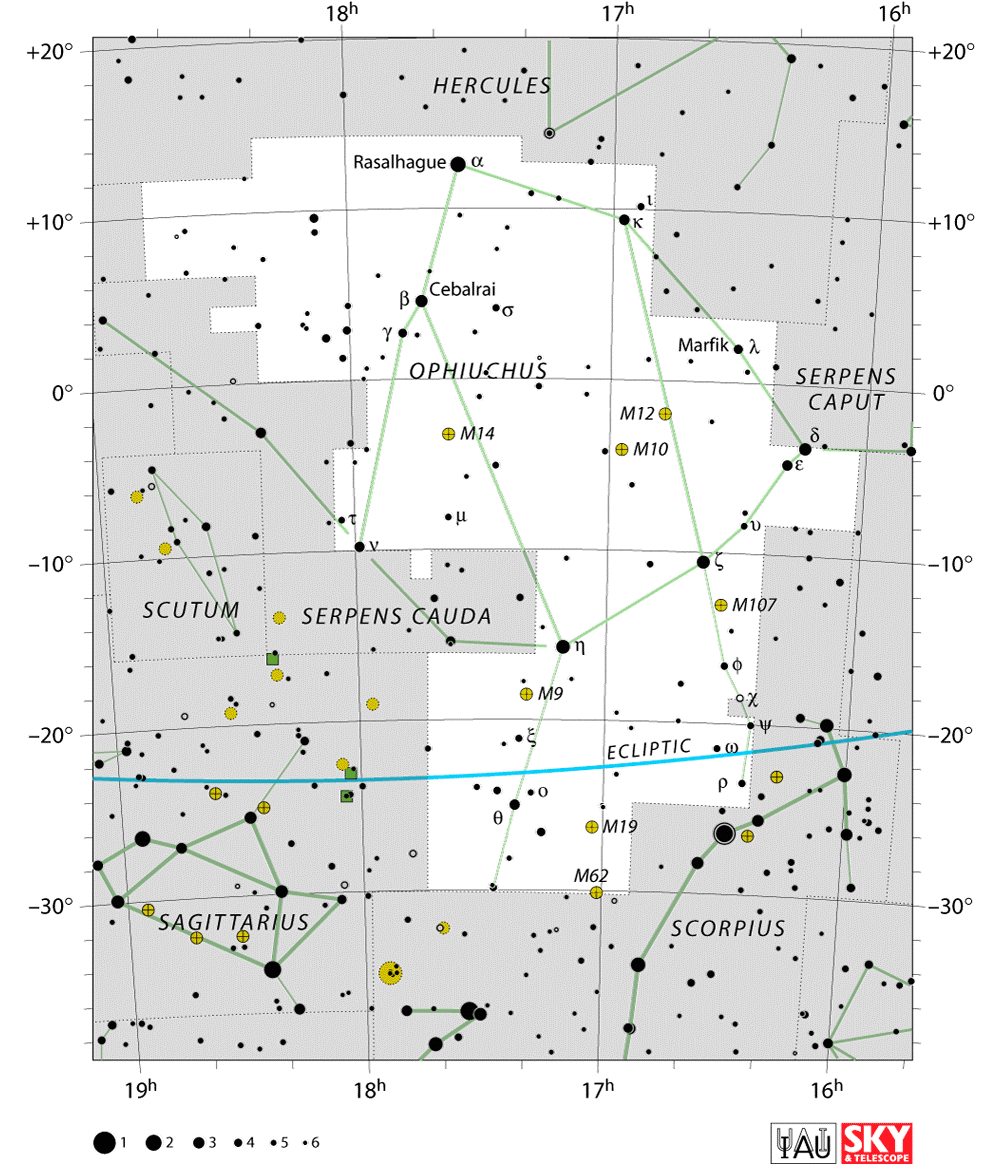 18h 17h 16h
+20° +20°
HERCULES
Rasalhague α
ι
κ
+10° +10°
Cebalrai
β
σ
γ
Marfik λ
OPHIUCHUS
SERPENS
CAPUT
0° 0°
M12
M14
M10
δ
ε
μ
τ
υ
ν
ζ
−10° −10°
SCUTUM
SERPENS CAUDA
M107
η
φ
M9
χ
ψ
−20° −20°
ξ
ECLIPTIC
ω
ρ
ο
θ
M19
M62
−30° −30°
SAGITTARIUS
SCORPIUS
19h 18h 17h 16h
1 2 3 4 5 6
IAU
SKY
& TELESCOPE